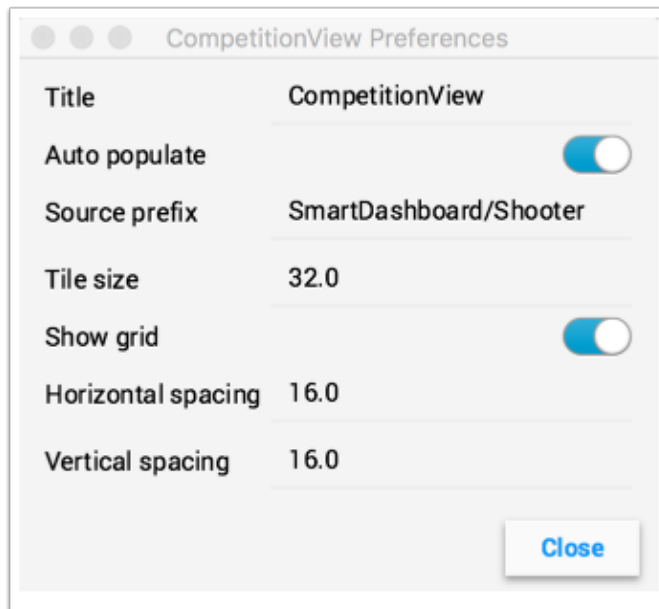 CompetitionView Preferences
Title CompetitionView
Auto populate
Source prefix SmartDashboard/Shooter
Tile size 32.0
Show grid
Horizontal spacing 16.0
Vertical spacing 16.0
Close